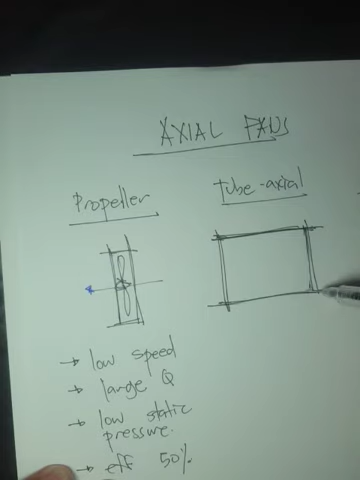 AXIAL FANS
Propeller
tube-axial
→ low speed
→ large Q
→ low static
pressure.
→ eff 50%